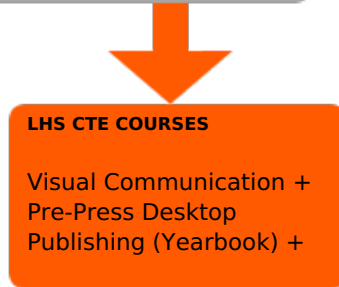 LHS CTE COURSES
Visual Communication +
Pre-Press Desktop
Publishing (Yearbook) +